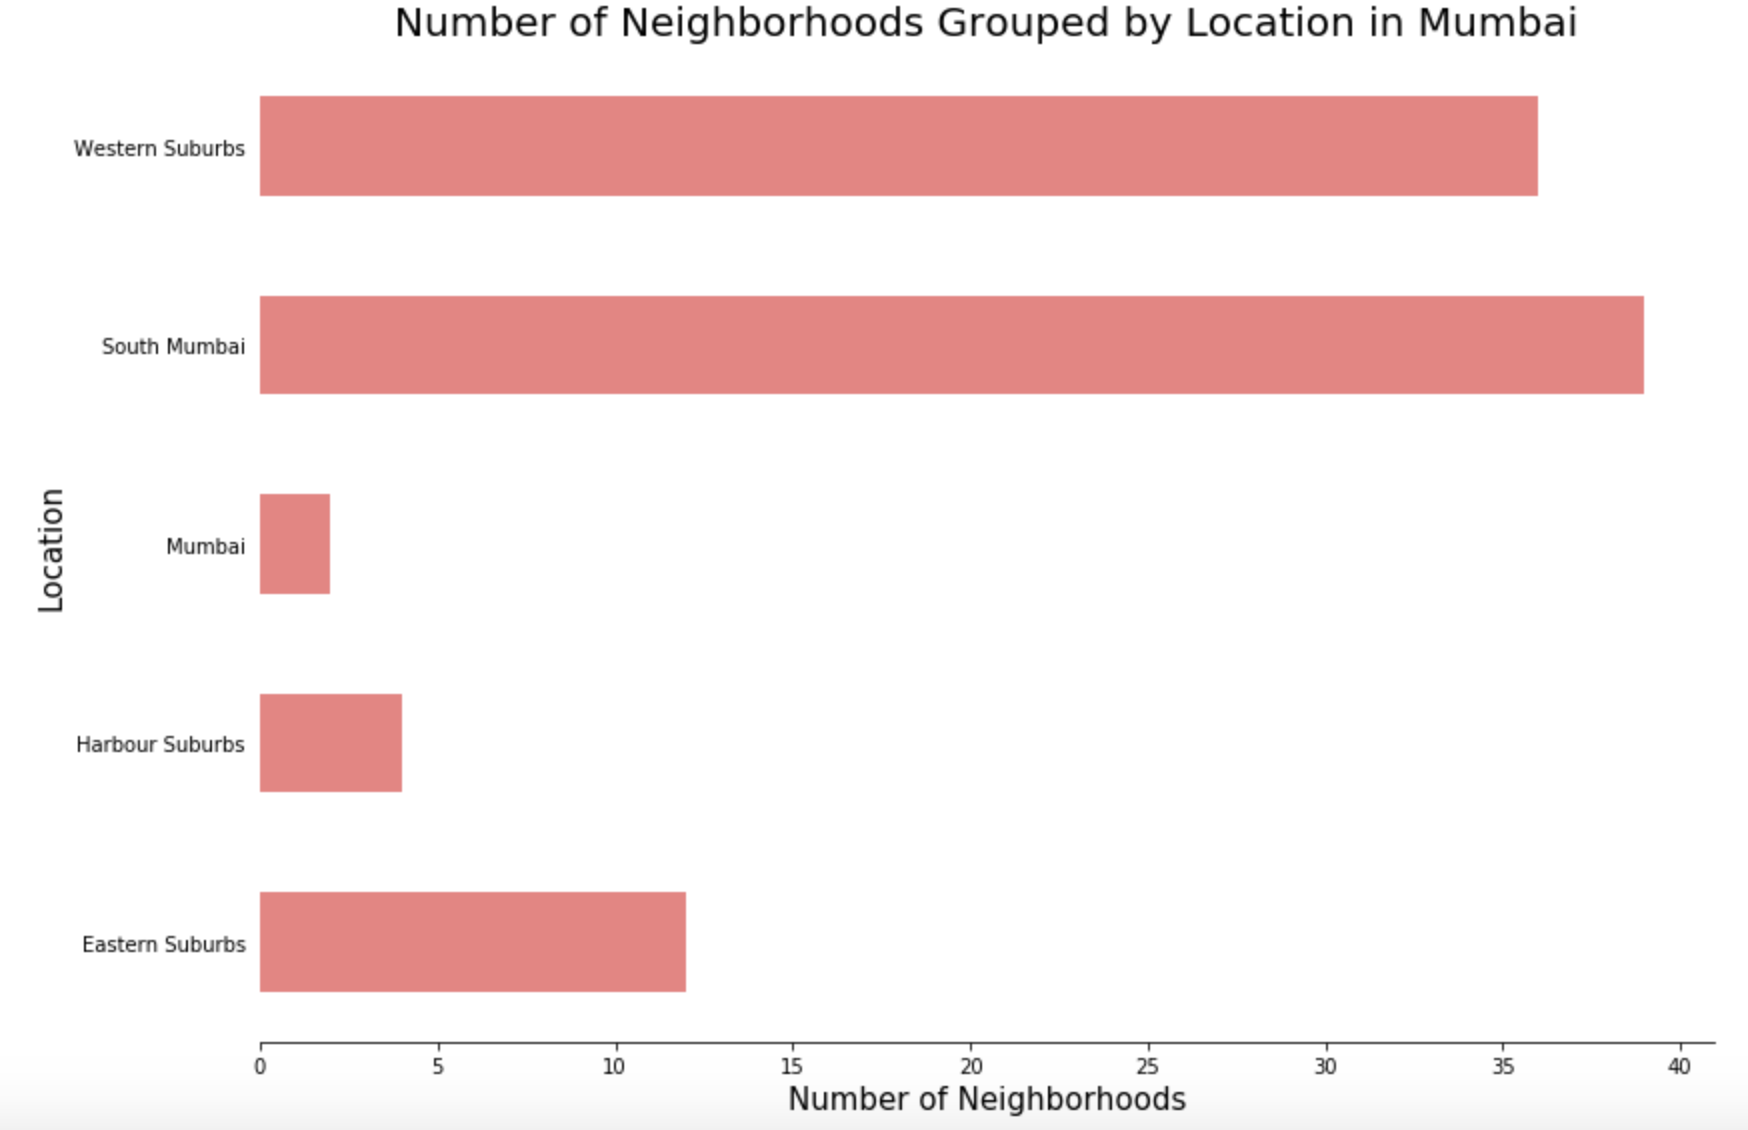 Number of Neighborhoods Grouped by Location in Mumbai
Western Suburbs
South Mumbai
Mumbai
Harbour Suburbs
Eastern Suburbs
Location
0 5 10 15 20 25 30 35 40
Number of Neighborhoods